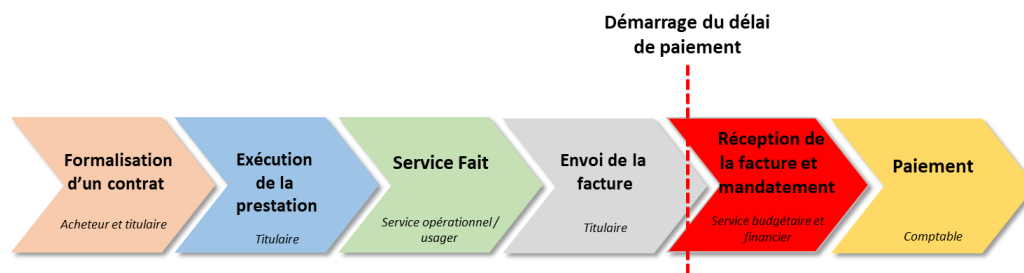 Démarrage du délai
de paiement
Formalisation
d'un contrat
Acheteur et titulaire
Exécution
de la
prestation
Titulaire
Service Fait
Service opérationnel /
usager
Envoi de la
facture
Titulaire
Réception de
la facture et
mandatement
Service budgétaire et
financier
Paiement
Comptable